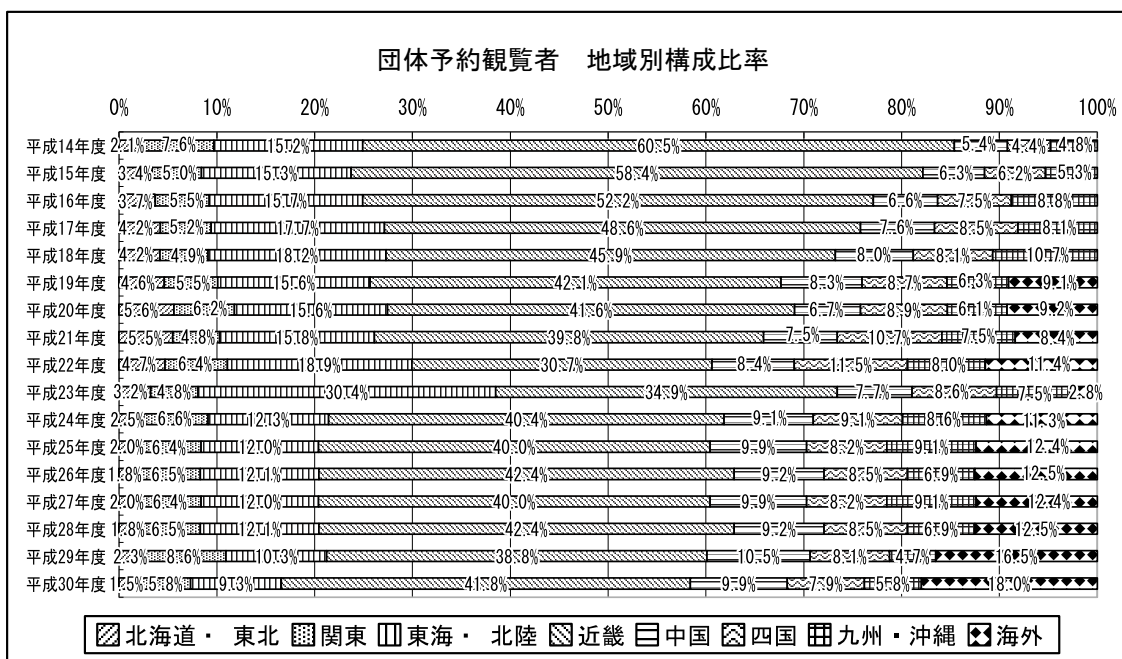 団体予約観覧者　地域別構成比率
0% 10% 20% 30% 40% 50% 60% 70% 80% 90% 100%
平成14年度 2.1% 7.6% 15.2% 60.5% 5.4% 4.4% 4.8%
平成15年度 3.4% 5.0% 15.3% 58.4% 6.3% 6.2% 5.3%
平成16年度 3.7% 5.5% 15.7% 52.2% 6.6% 7.5% 8.8%
平成17年度 4.2% 5.2% 17.7% 48.6% 7.6% 8.5% 8.1%
平成18年度 4.2% 4.9% 18.2% 45.9% 8.0% 8.1% 10.7%
平成19年度 4.6% 5.5% 15.6% 42.1% 8.3% 8.7% 6.3% 9.1%
平成20年度 5.6% 6.2% 15.6% 41.6% 6.7% 8.9% 6.1% 9.2%
平成21年度 5.5% 4.8% 15.8% 39.8% 7.5% 10.7% 7.5% 8.4%
平成22年度 4.7% 6.4% 18.9% 30.7% 8.4% 11.5% 8.0% 11.4%
平成23年度 3.2% 4.8% 30.4% 34.9% 7.7% 8.6% 7.5% 2.8%
平成24年度 2.5% 6.6% 12.3% 40.4% 9.1% 9.1% 8.6% 11.3%
平成25年度 2.0% 6.4% 12.0% 40.0% 9.9% 8.2% 9.1% 12.4%
平成26年度 1.8% 6.5% 12.1% 42.4% 9.2% 8.5% 6.9% 12.5%
平成27年度 2.0% 6.4% 12.0% 40.0% 9.9% 8.2% 9.1% 12.4%
平成28年度 1.8% 6.5% 12.1% 42.4% 9.2% 8.5% 6.9% 12.5%
平成29年度 2.3% 8.6% 10.3% 38.8% 10.5% 8.1% 4.7% 16.5%
平成30年度 1.5% 5.8% 9.3% 41.8% 9.9% 7.9% 5.8% 18.0%
北海道・ 東北 関東 東海・ 北陸 近畿 中国 四国 九州・沖縄 海外